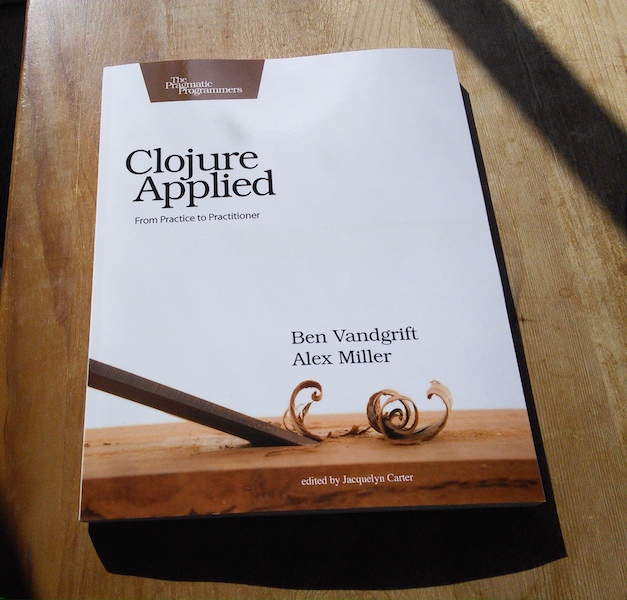 The
Pragmatic
Programmers
Clojure
Applied
From Practice to Practitioner
Ben Vandgrift
Alex Miller
edited by Jacquelyn Carter